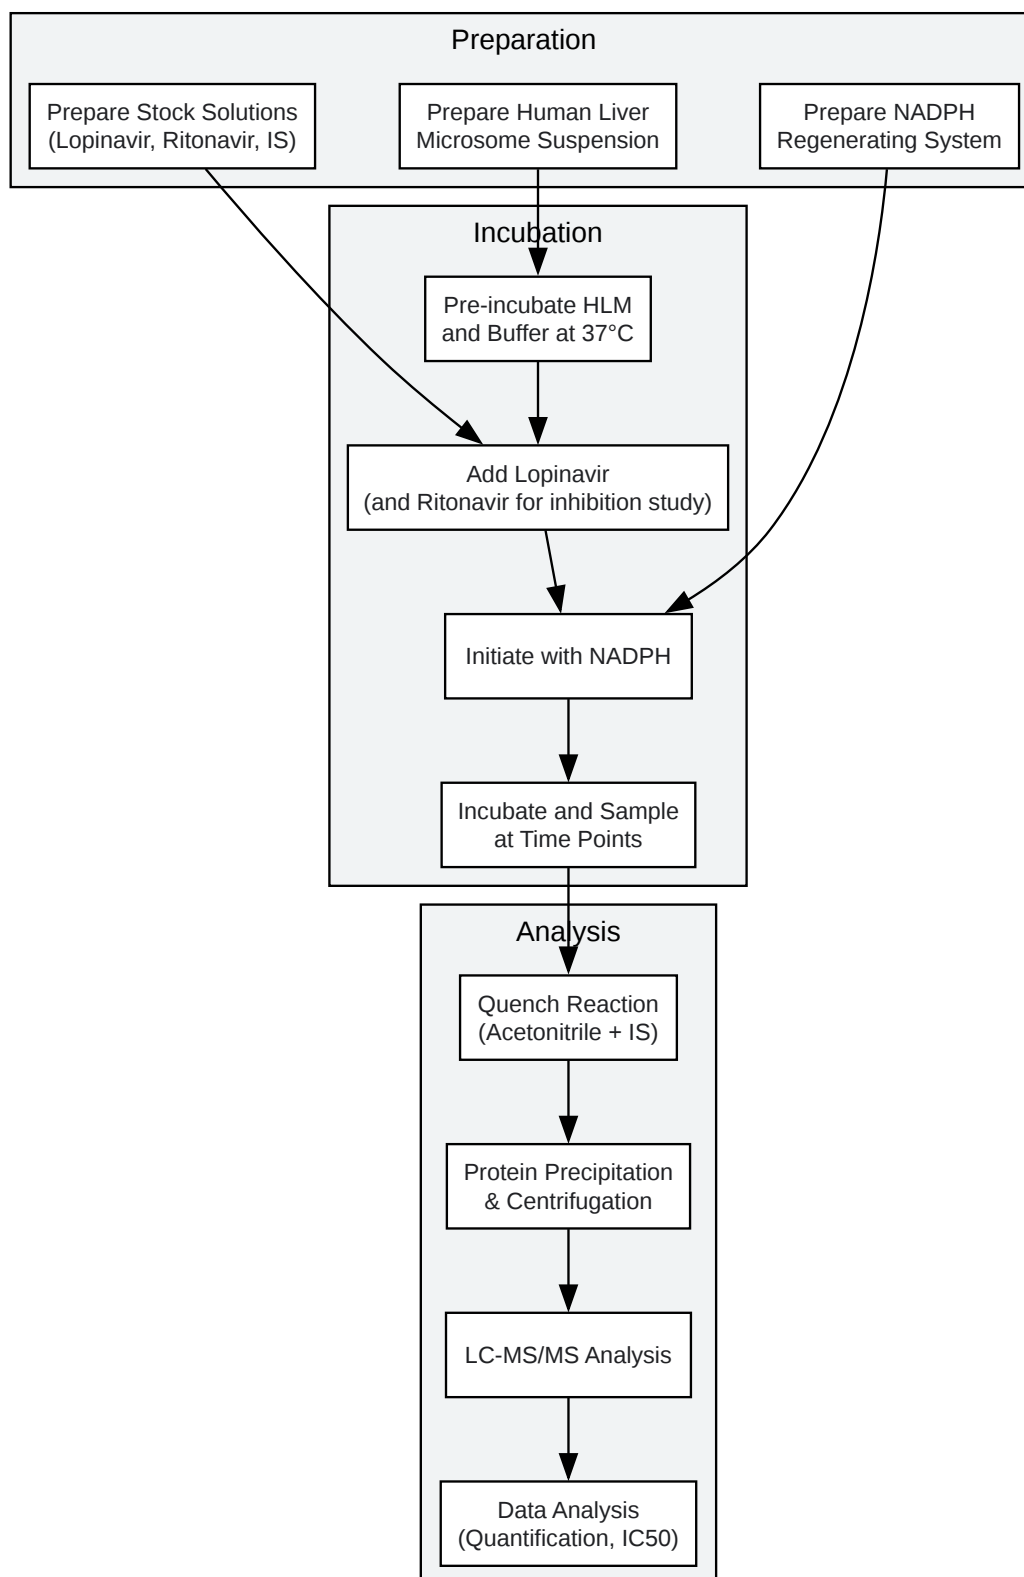 Preparation
Prepare Stock Solutions
(Lopinavir, Ritonavir, IS)
Prepare Human Liver
Microsome Suspension
Prepare NADPH
Regenerating System
Incubation
Pre-incubate HLM
and Buffer at 37°C
Add Lopinavir
(and Ritonavir for inhibition study)
Initiate with NADPH
Incubate and Sample
at Time Points
Analysis
Quench Reaction
(Acetonitrile + IS)
Protein Precipitation
& Centrifugation
LC-MS/MS Analysis
Data Analysis
(Quantification, IC50)